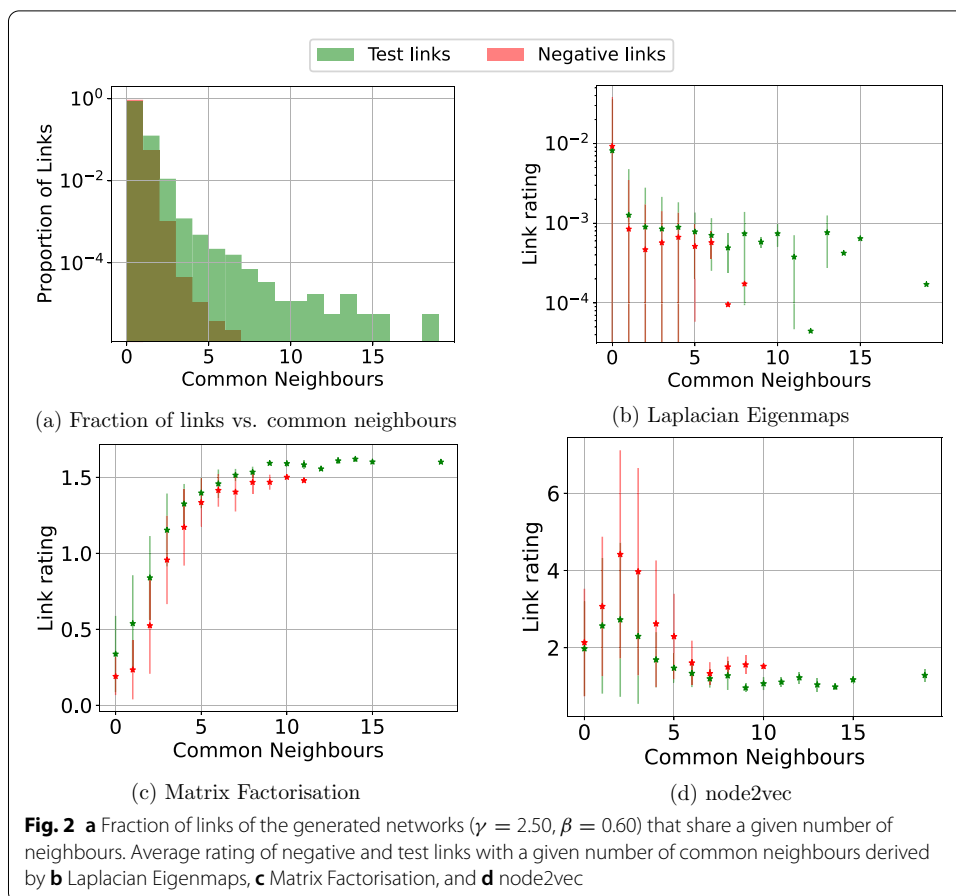 Test links Negative links
10⁰
10⁻²
10⁻⁴
Proportion of Links
0 5 10 15
Common Neighbours
(a) Fraction of links vs. common neighbours
10⁻²
10⁻³
10⁻⁴
Link rating
0 5 10 15
Common Neighbours
(b) Laplacian Eigenmaps
1.5
1.0
0.5
0.0
Link rating
0 5 10 15
Common Neighbours
(c) Matrix Factorisation
6
4
2
Link rating
0 5 10 15
Common Neighbours
(d) node2vec
Fig. 2 a Fraction of links of the generated networks (γ = 2.50, β = 0.60) that share a given number of
neighbours. Average rating of negative and test links with a given number of common neighbours derived
by b Laplacian Eigenmaps, c Matrix Factorisation, and d node2vec